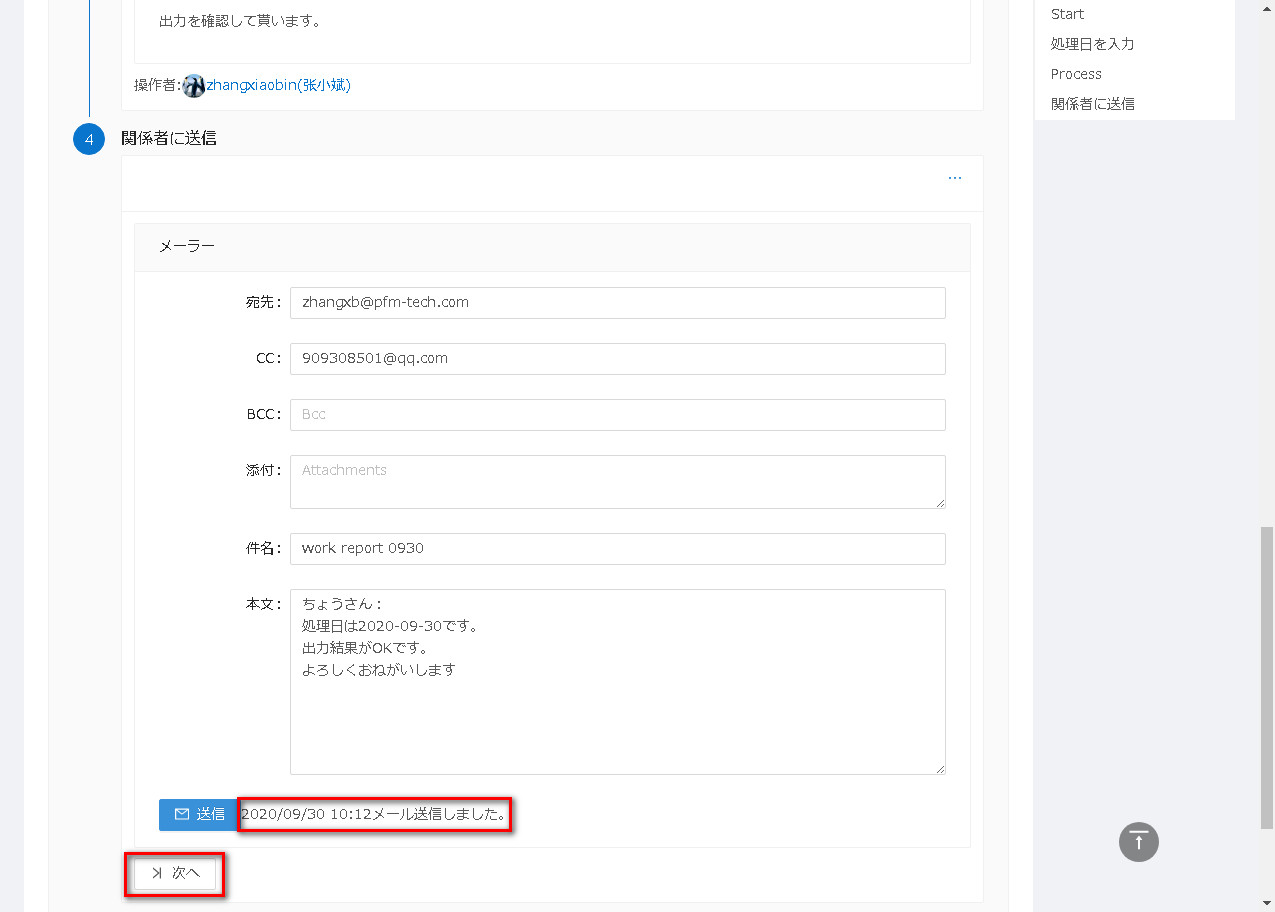 出力を確認して貰います。
操作者:zhangxiaobin(张小斌)
4 関係者に送信
...
メーラー
宛先: zhangxb@pfm-tech.com
CC: 909308501@qq.com
BCC: Bcc
添付: Attachments
件名: work report 0930
本文: ちょうさん：
処理日は2020-09-30です。
出力結果がOKです。
よろしくおねがいします
送信 2020/09/30 10:12メール送信しました。
次へ
Start
処理日を入力
Process
関係者に送信